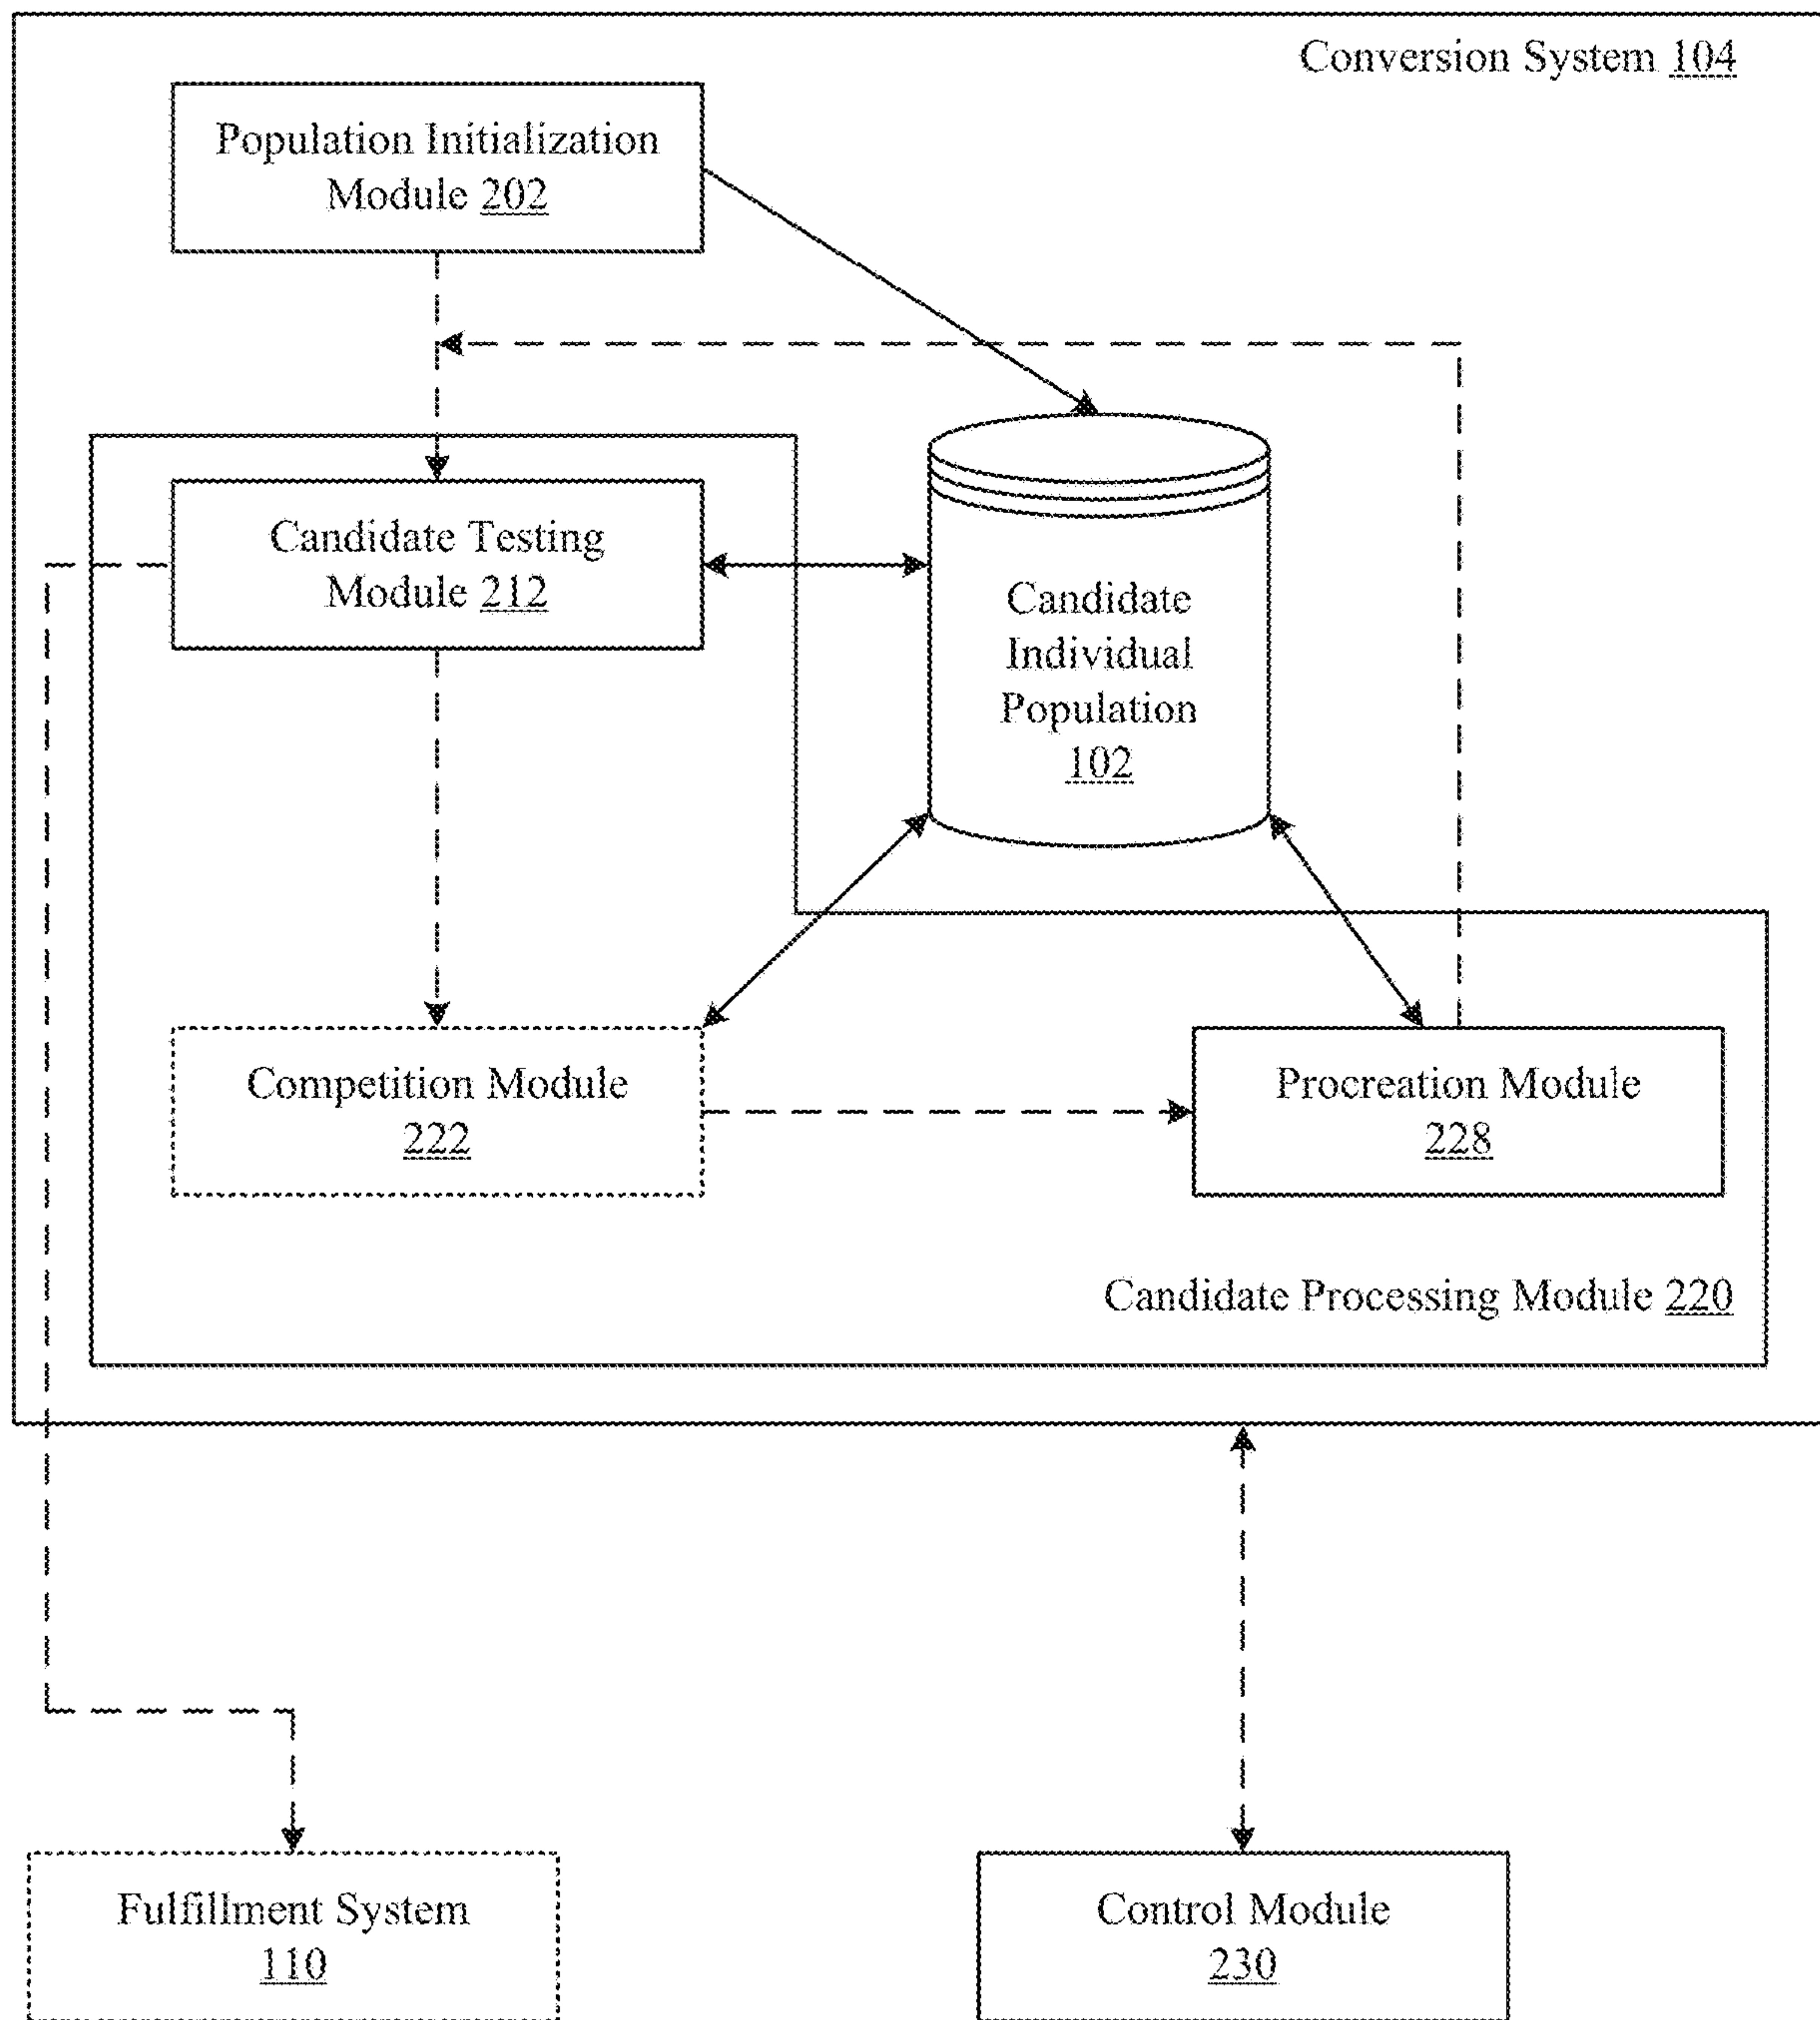 Conversion System 104
Population Initialization
Module 202
Candidate Testing
Module 212
Candidate
Individual
Population
102
Competition Module
222
Procreation Module
228
Candidate Processing Module 220
Fulfillment System
110
Control Module
230